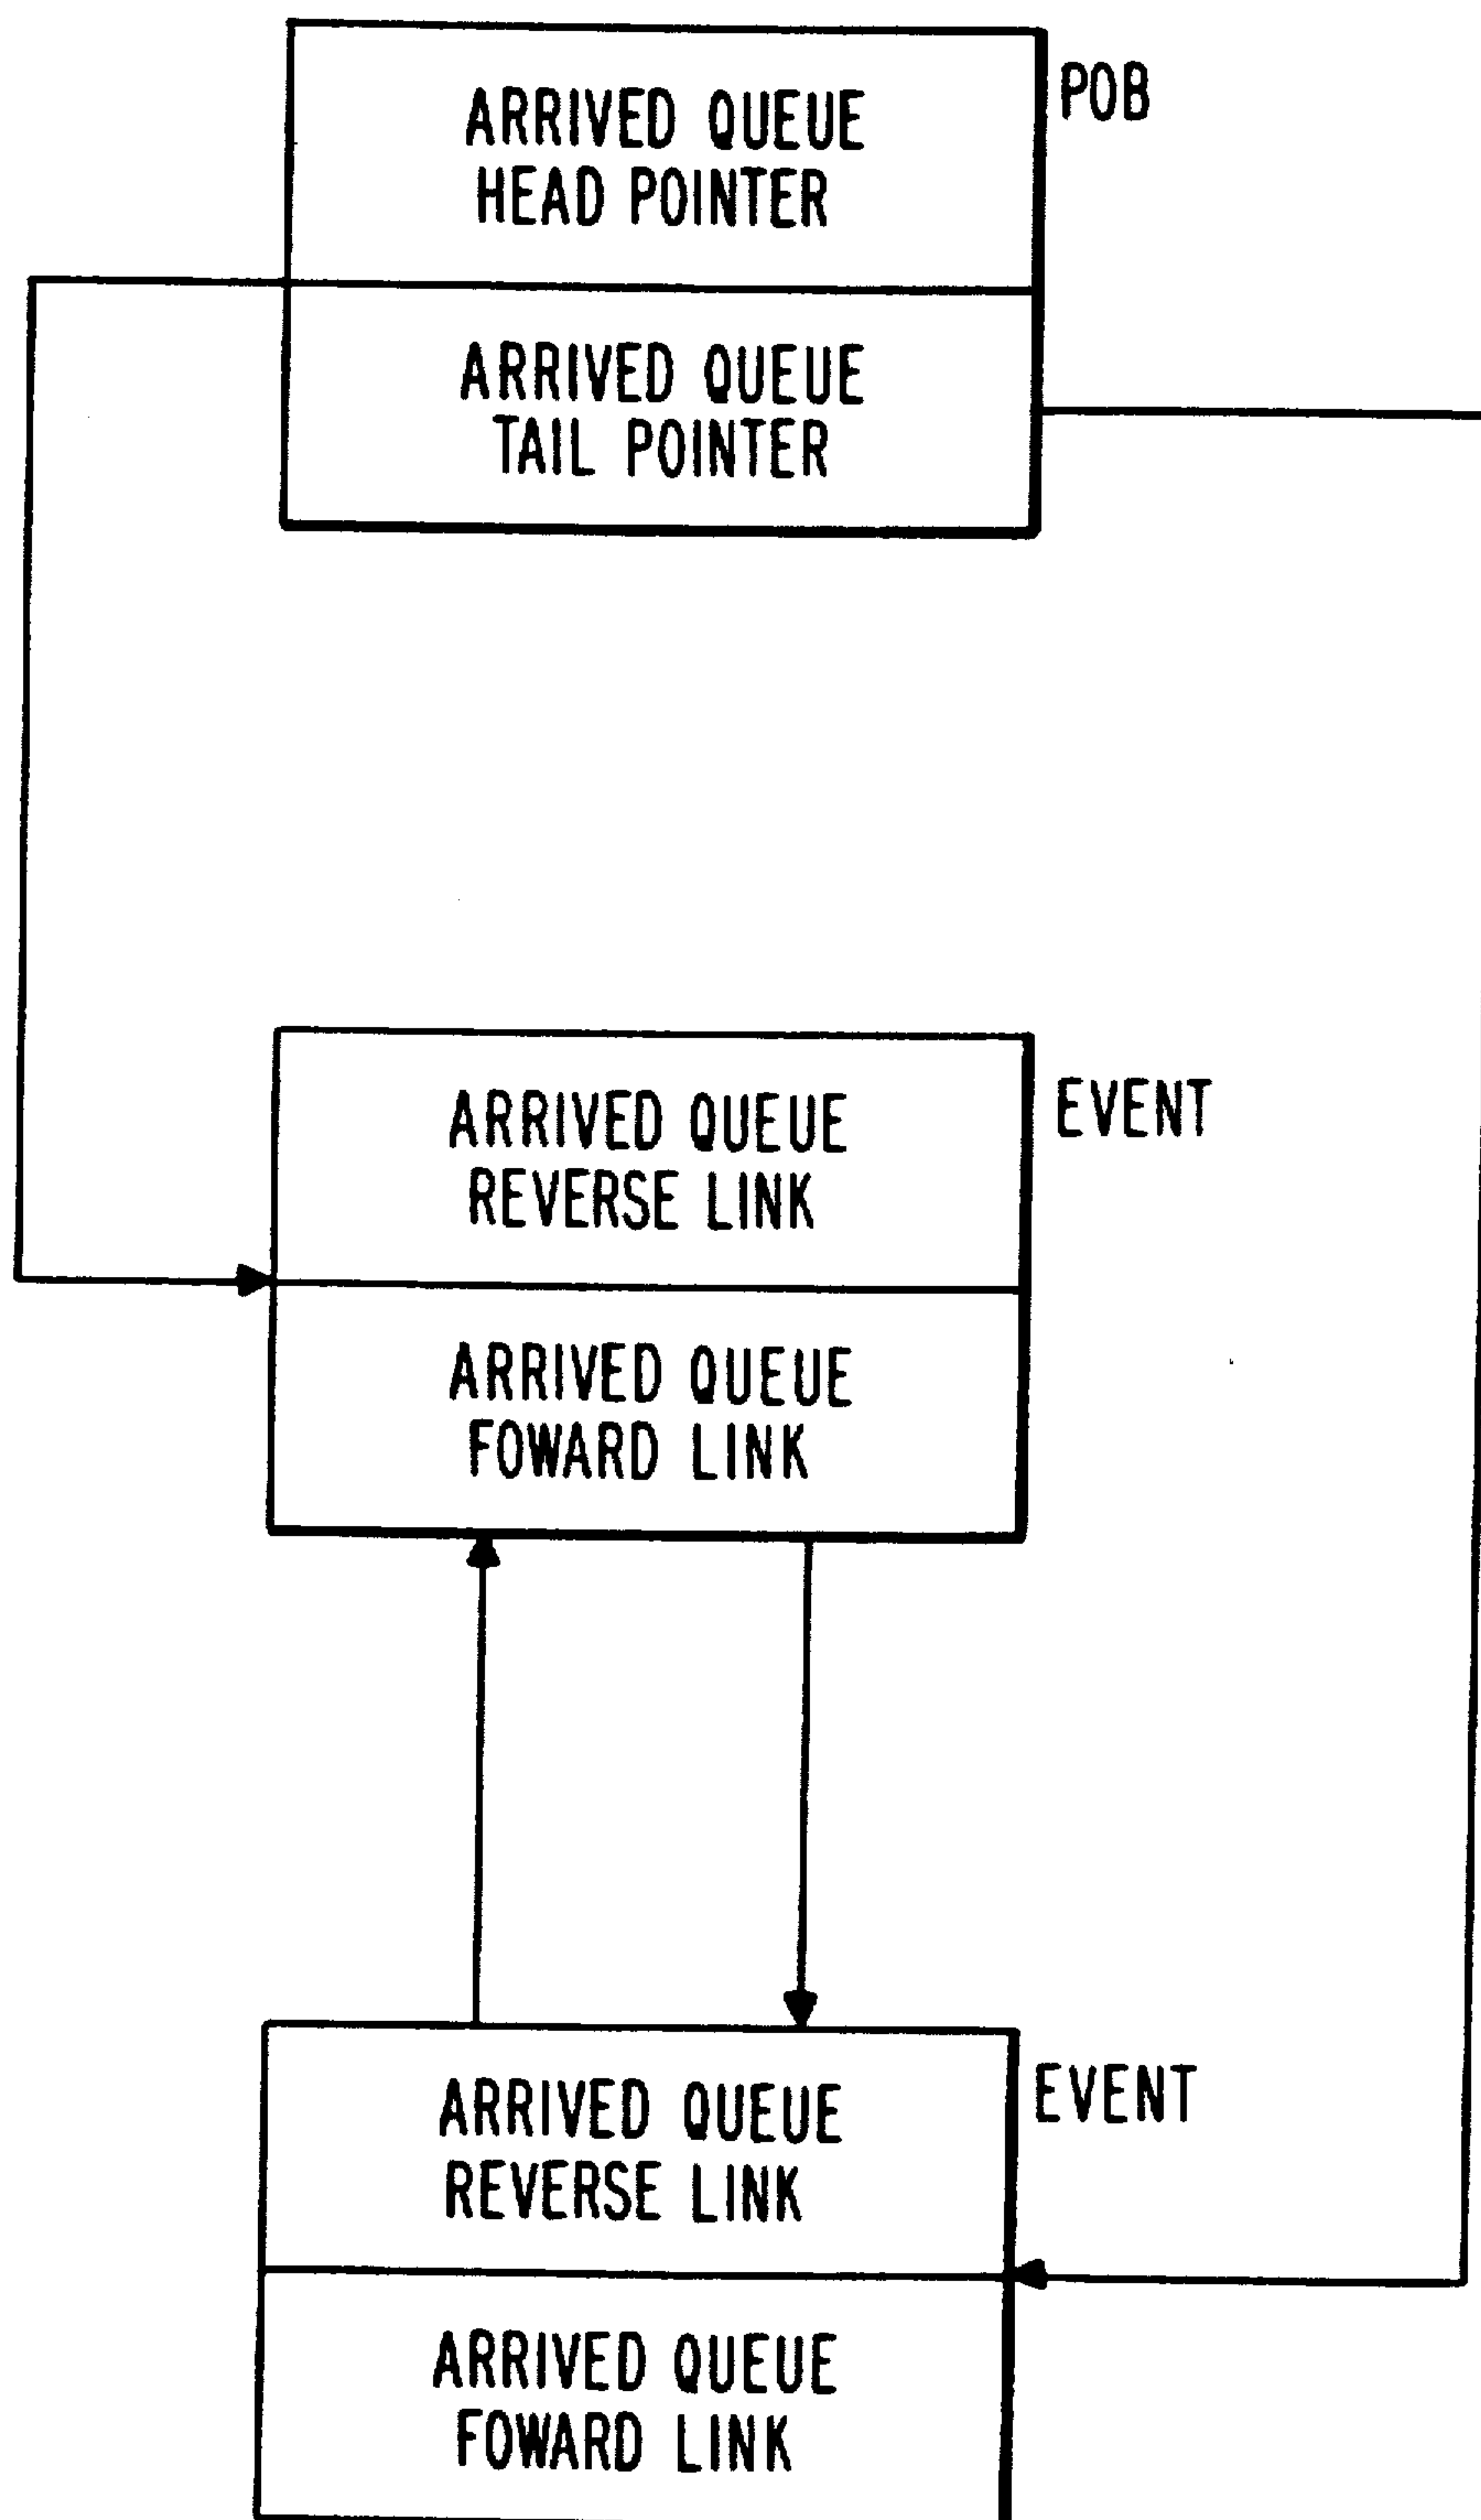 ARRIVED QUEUE
HEAD POINTER
POB
ARRIVED QUEUE
TAIL POINTER
ARRIVED QUEUE
REVERSE LINK
EVENT
ARRIVED QUEUE
FOWARD LINK
ARRIVED QUEUE
REVERSE LINK
EVENT
ARRIVED QUEUE
FOWARD LINK